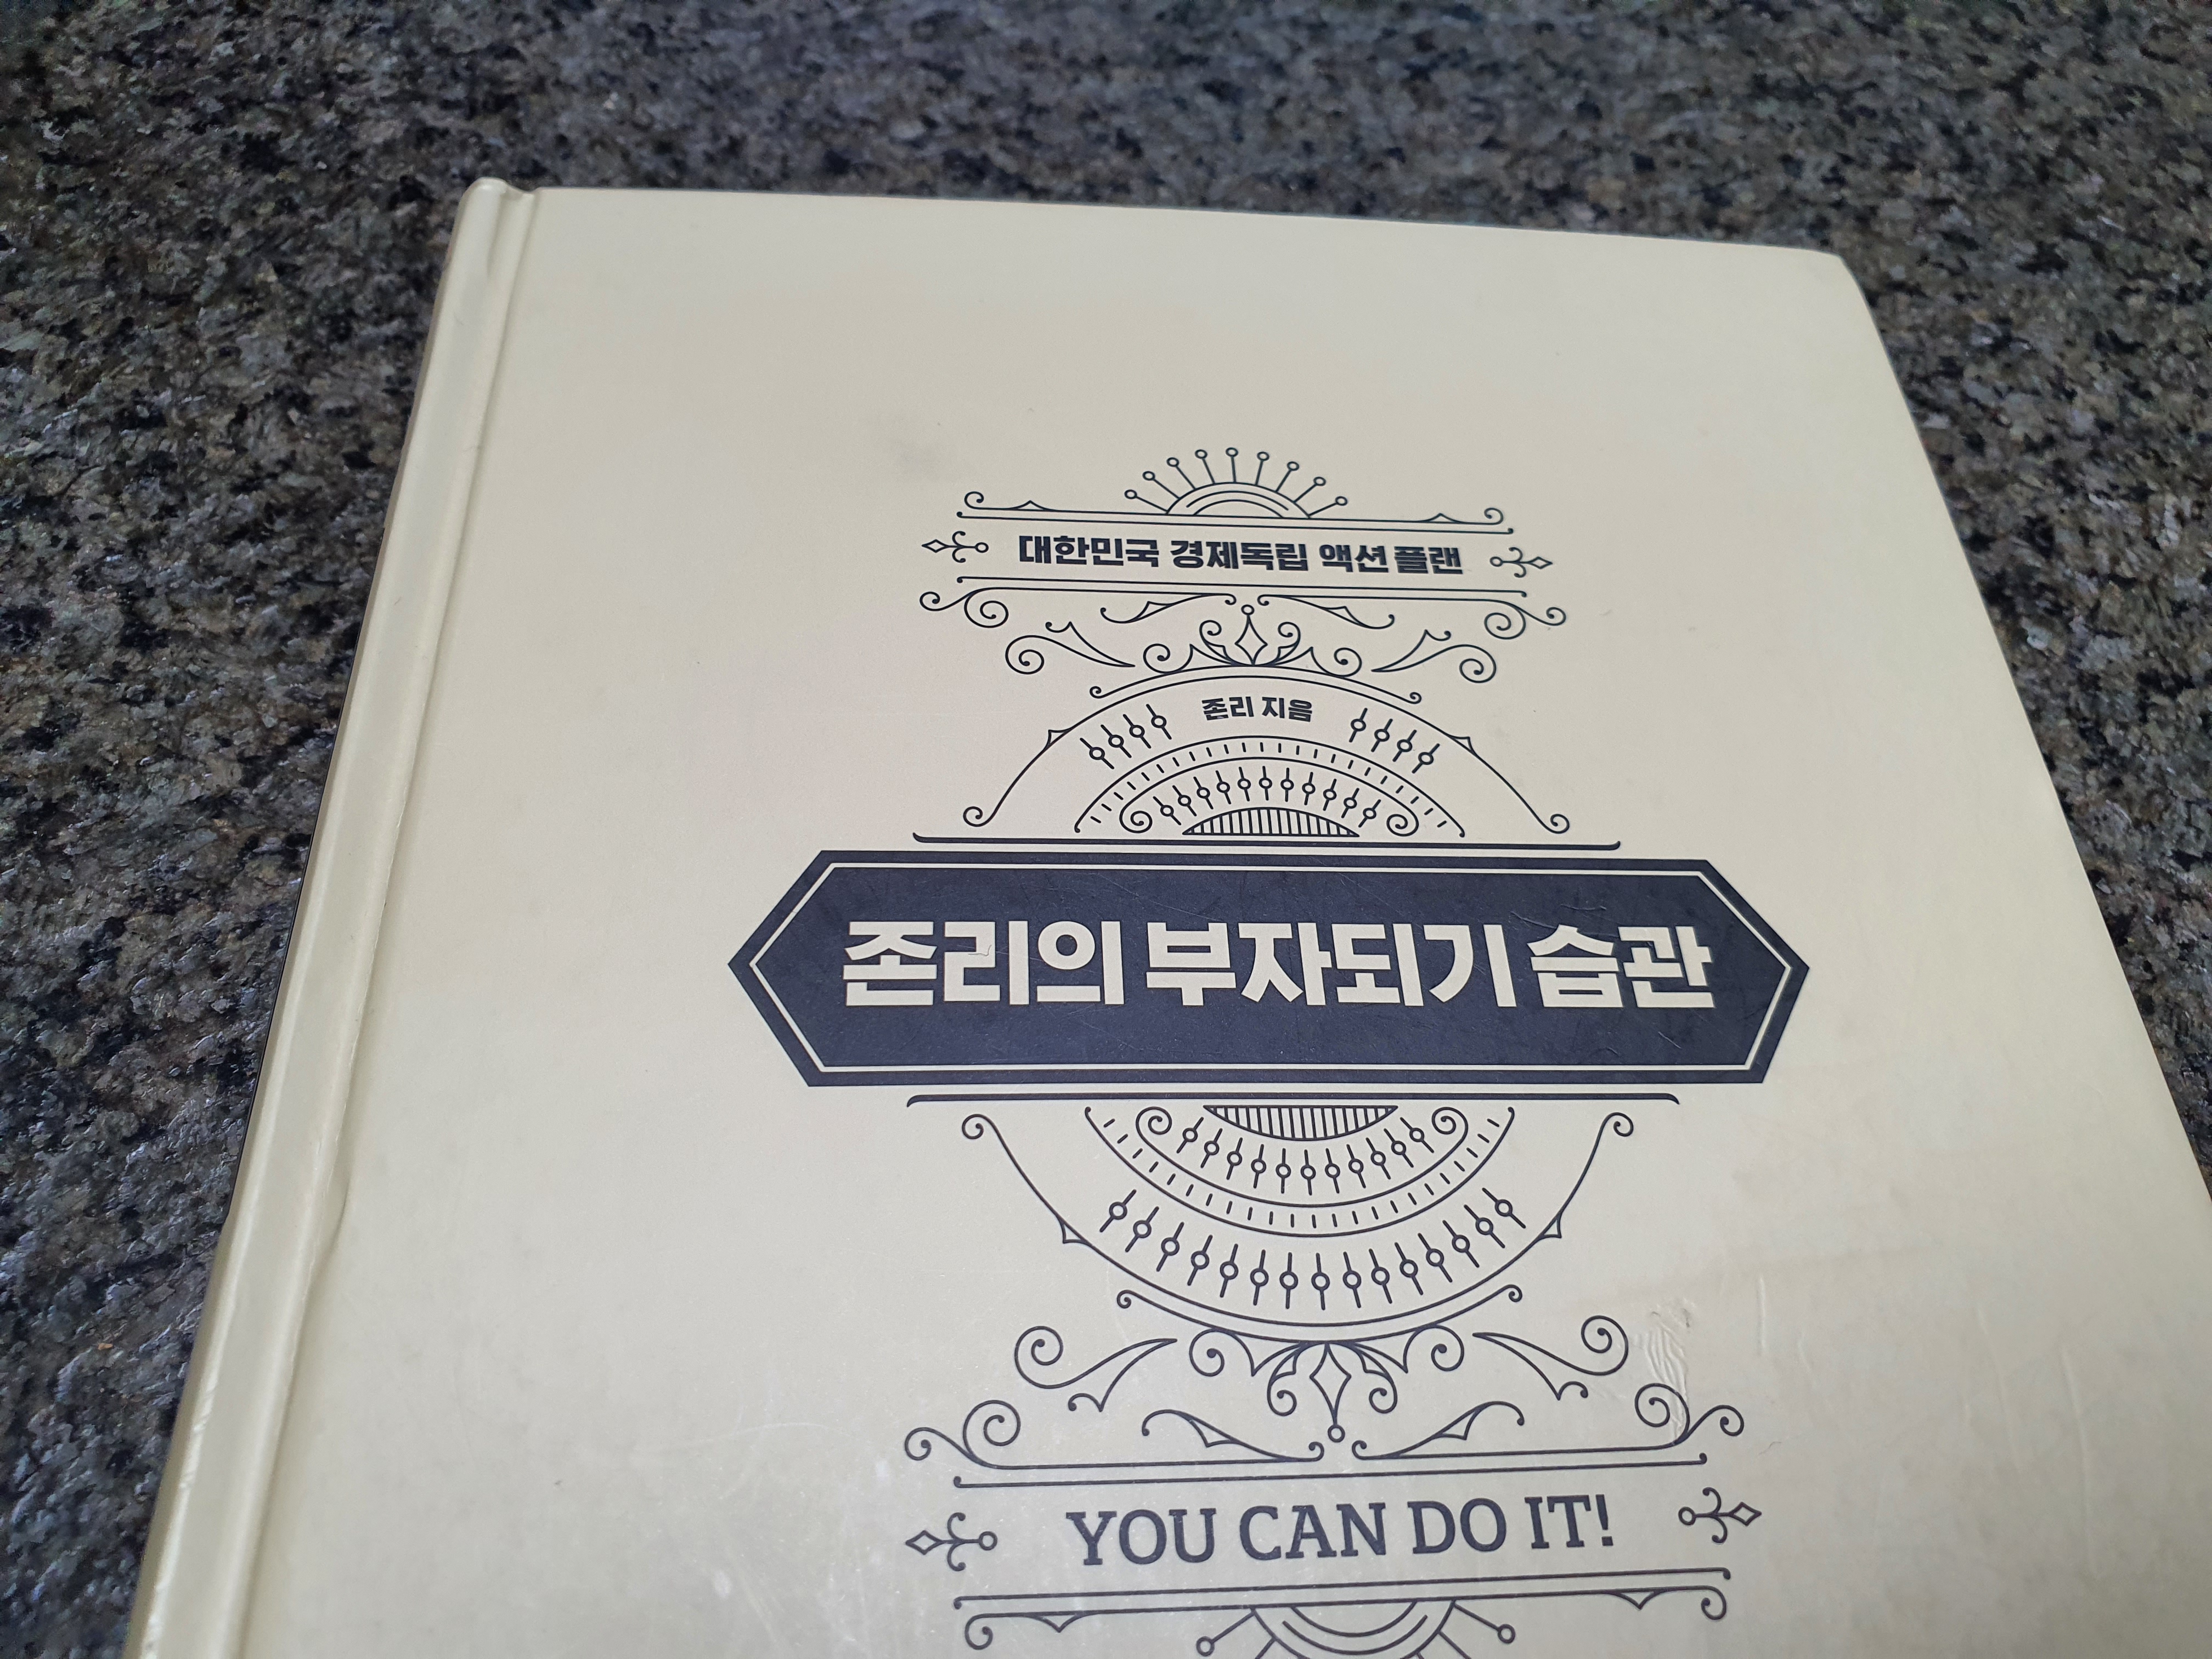 대한민국 경제독립 액션 플랜
존리 지음
존리의 부자되기 습관
YOU CAN DO IT!